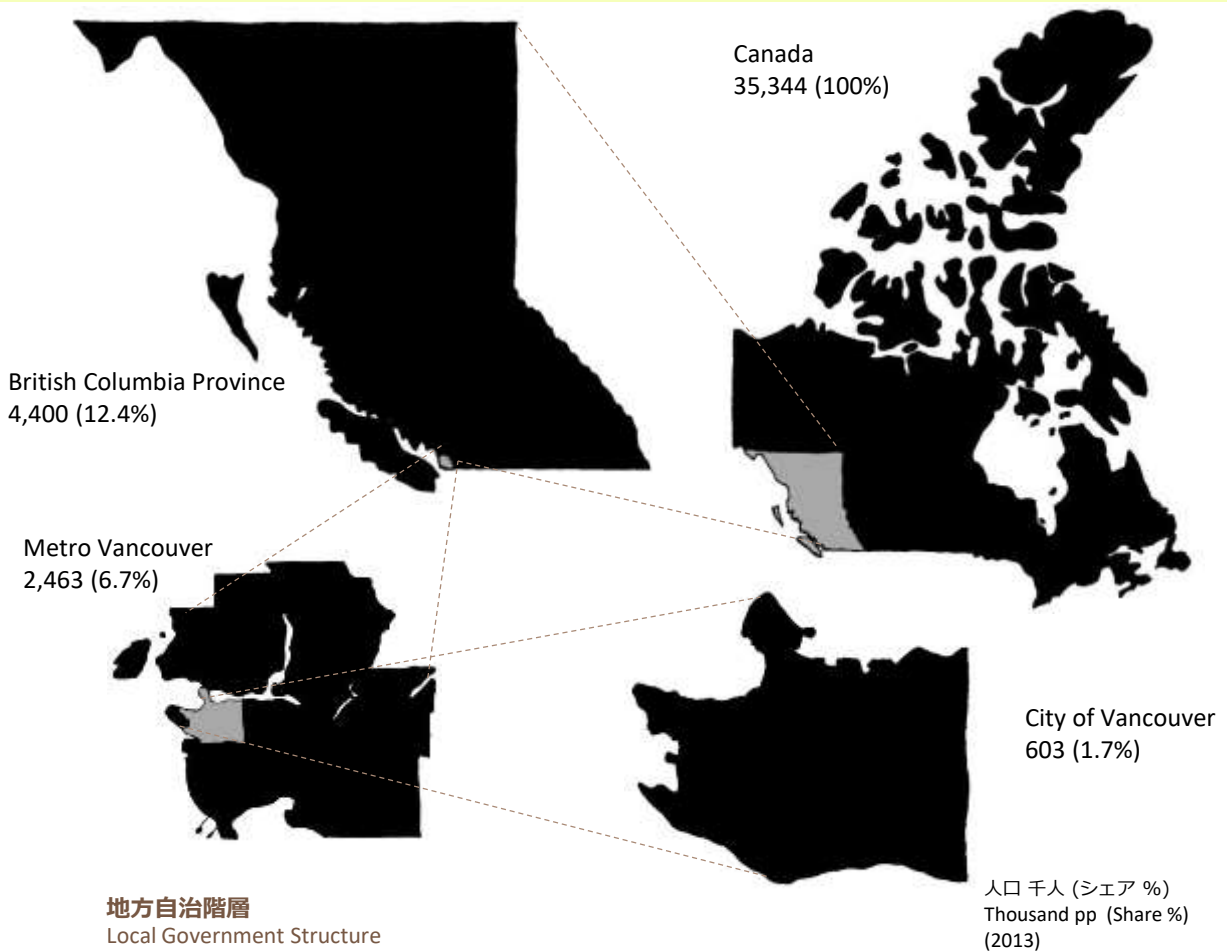 Canada
35,344 (100%)
British Columbia Province
4,400 (12.4%)
Metro Vancouver
2,463 (6.7%)
City of Vancouver
603 (1.7%)
人口 千人 (シェア %)
Thousand pp (Share %)
(2013)
地方自治階層
Local Government Structure